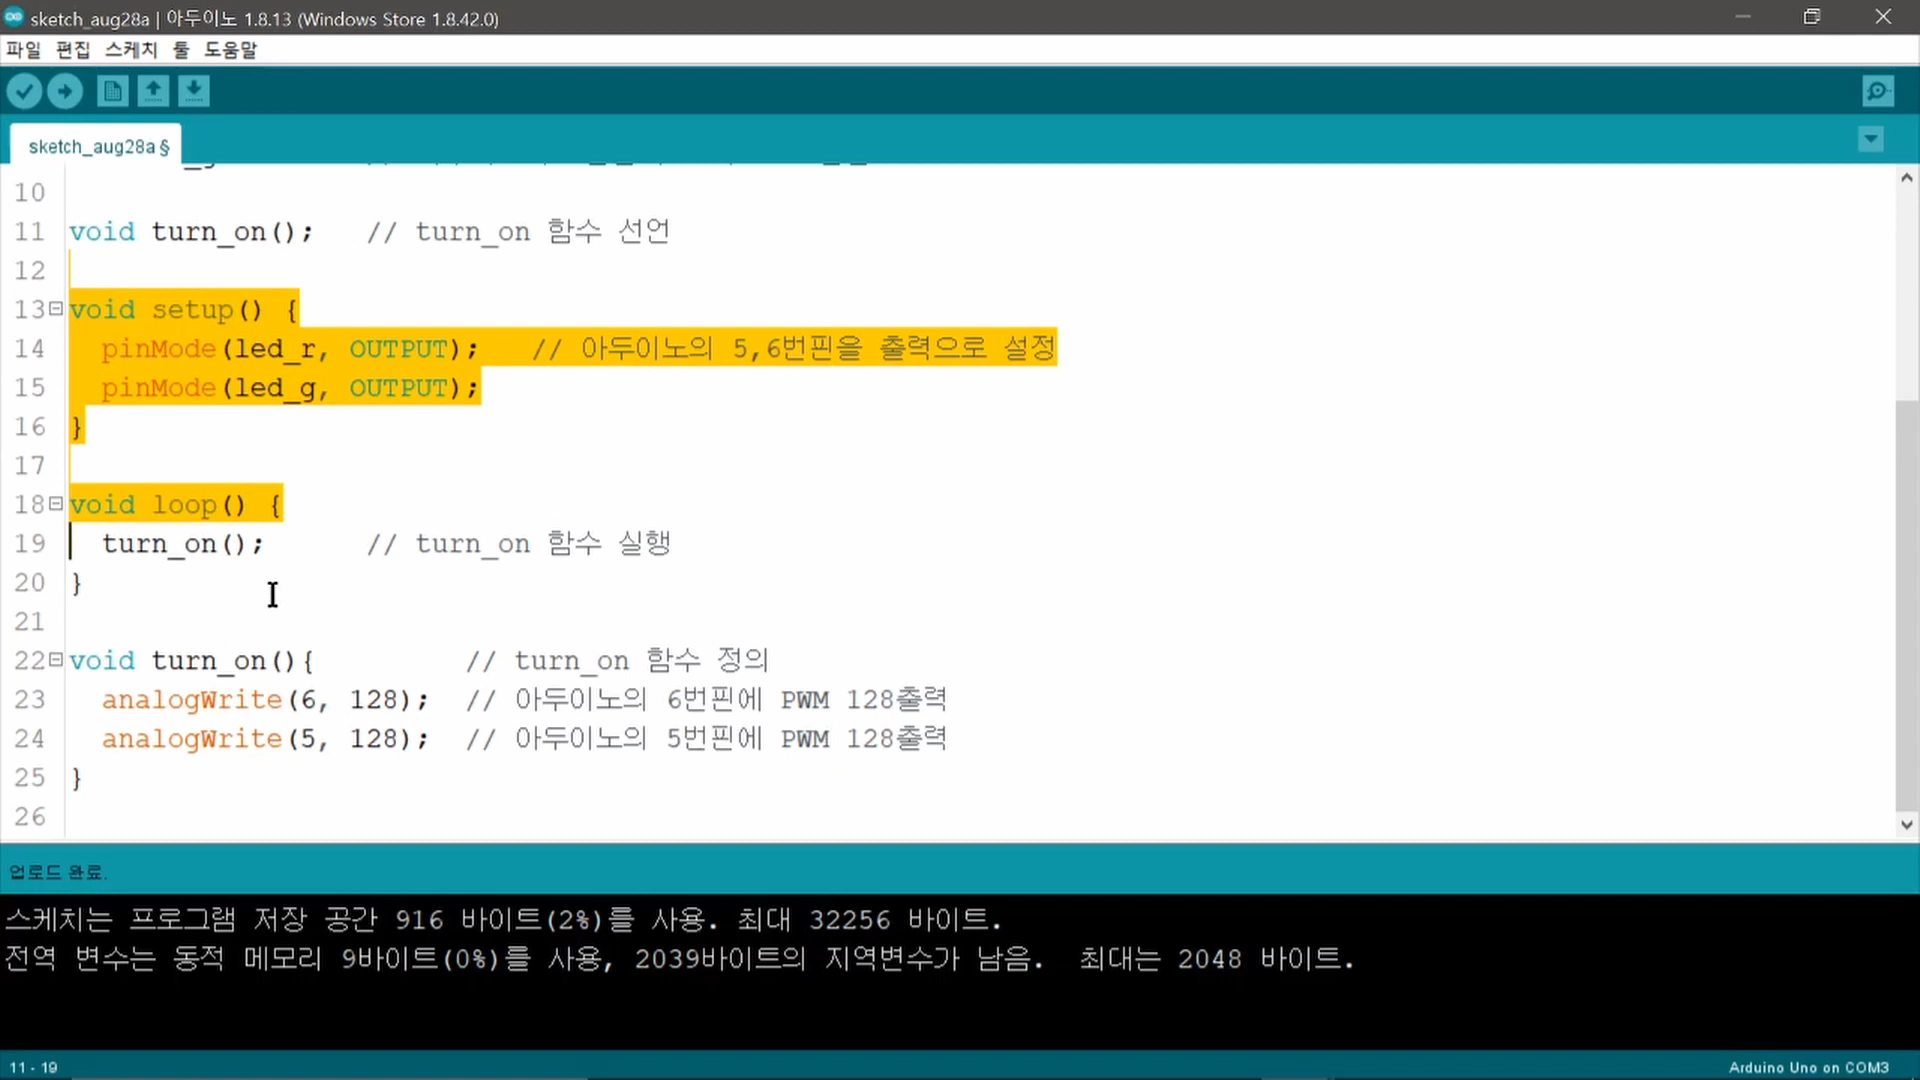 sketch_aug28a | 아두이노 1.8.13 (Windows Store 1.8.42.0)
파일 편집 스케치 툴 도움말
sketch_aug28a §
10
11 void turn_on(); // turn_on 함수 선언
12
13 void setup() {
14 pinMode(led_r, OUTPUT); // 아두이노의 5,6번핀을 출력으로 설정
15 pinMode(led_g, OUTPUT);
16 }
17
18 void loop() {
19 turn_on(); // turn_on 함수 실행
20 }
21
22 void turn_on(){ // turn_on 함수 정의
23 analogWrite(6, 128); // 아두이노의 6번핀에 PWM 128출력
24 analogWrite(5, 128); // 아두이노의 5번핀에 PWM 128출력
25 }
26
업로드 완료.
스케치는 프로그램 저장 공간 916 바이트(2%)를 사용. 최대 32256 바이트.
전역 변수는 동적 메모리 9바이트(0%)를 사용, 2039바이트의 지역변수가 남음. 최대는 2048 바이트.
11 - 19
Arduino Uno on COM3